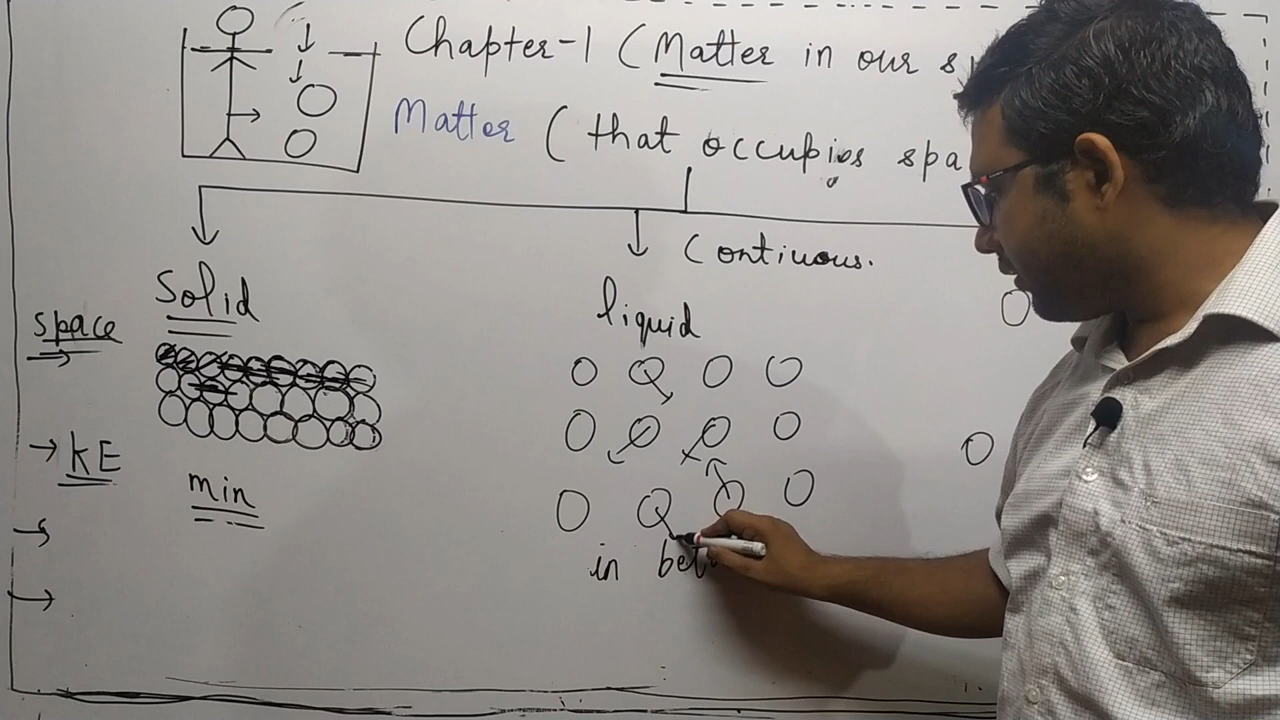 Chapter-1 (Matter in our s
Matter (that occupies spa
Continuous.
Solid
liquid
space
KE
min
in bet